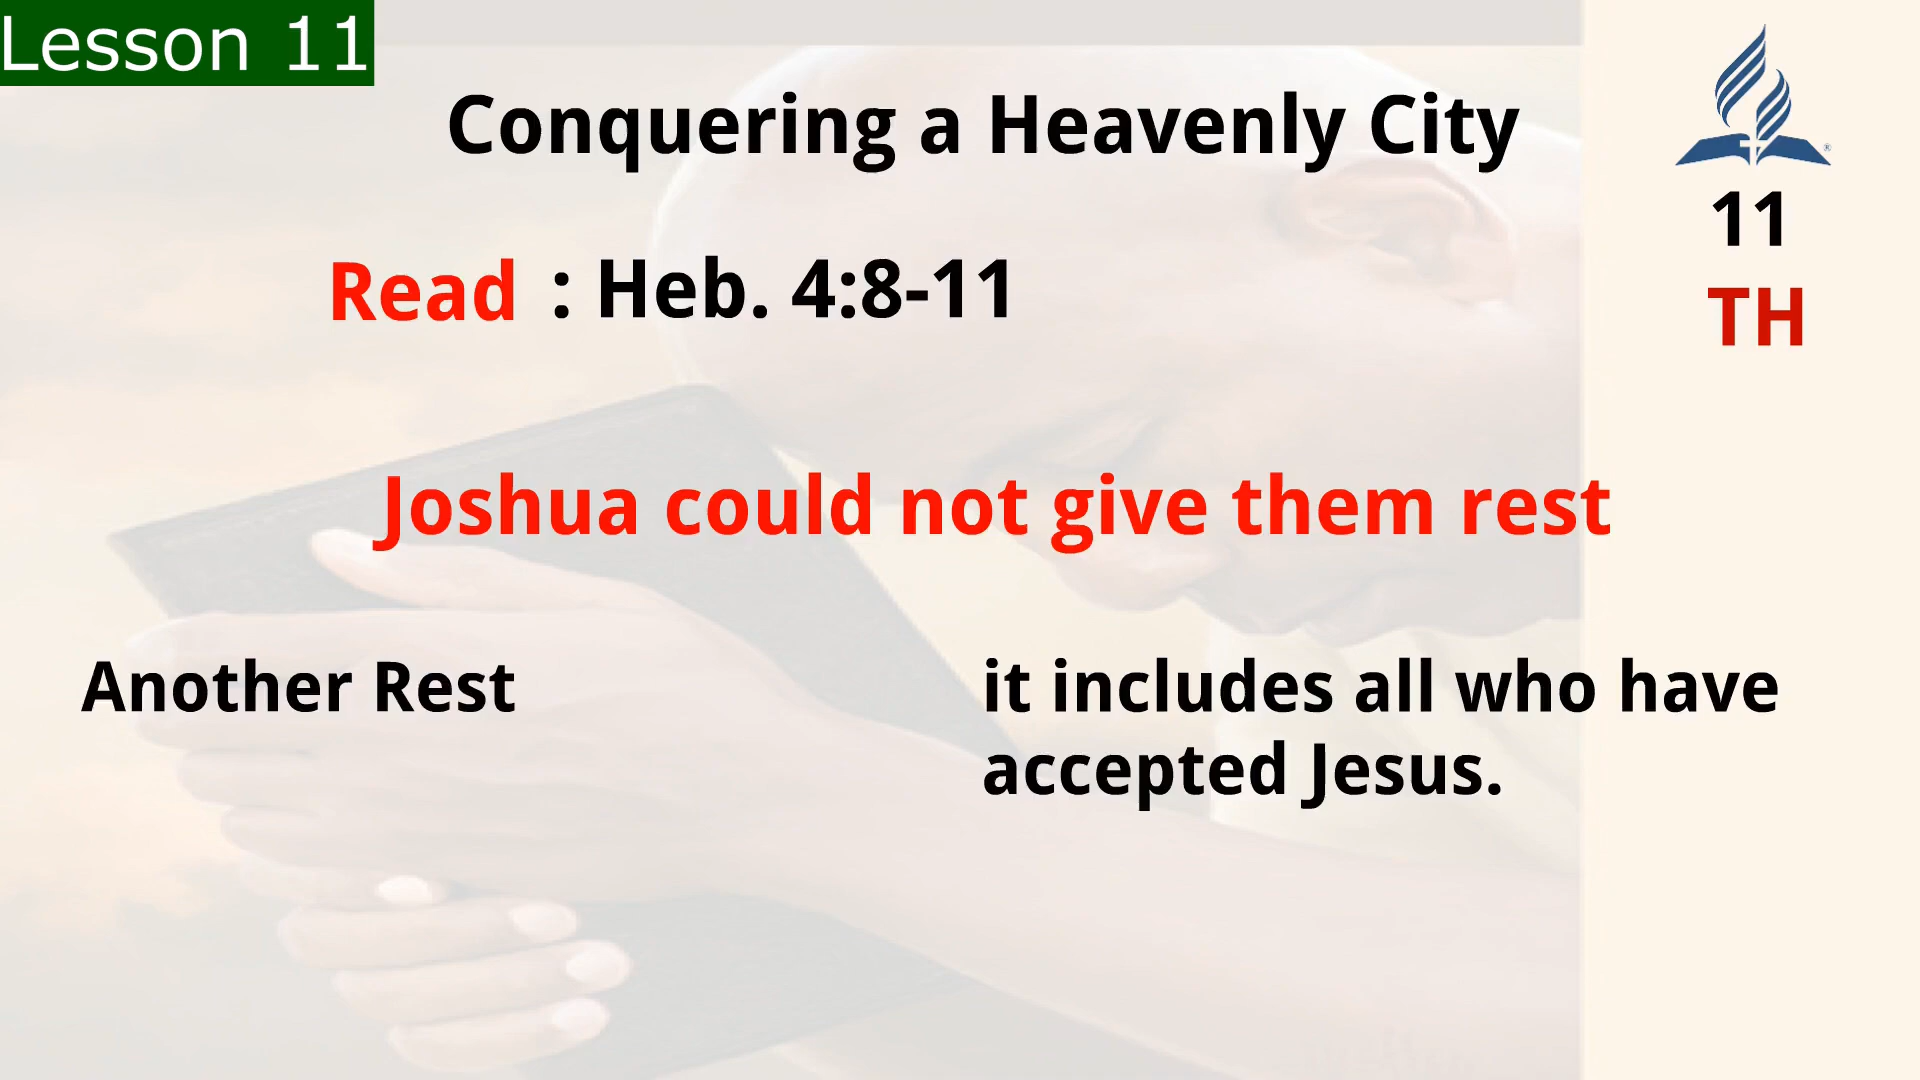 Lesson 11
Conquering a Heavenly City
Read : Heb. 4:8-11
11
TH
Joshua could not give them rest
Another Rest
it includes all who have
accepted Jesus.